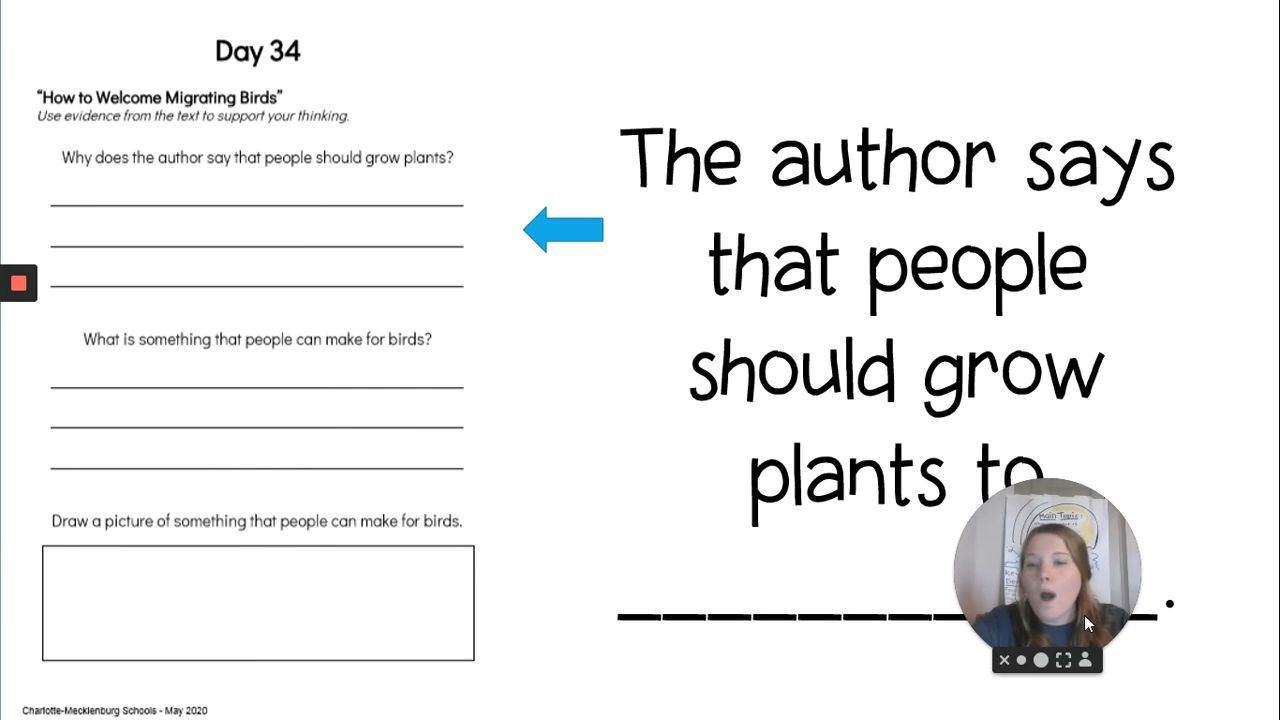 Day 34
“How to Welcome Migrating Birds”
Use evidence from the text to support your thinking.
Why does the author say that people should grow plants?
What is something that people can make for birds?
Draw a picture of something that people can make for birds.
Charlotte-Mecklenburg Schools - May 2020
The author says
that people
should grow
plants to
____________.
Main Topic